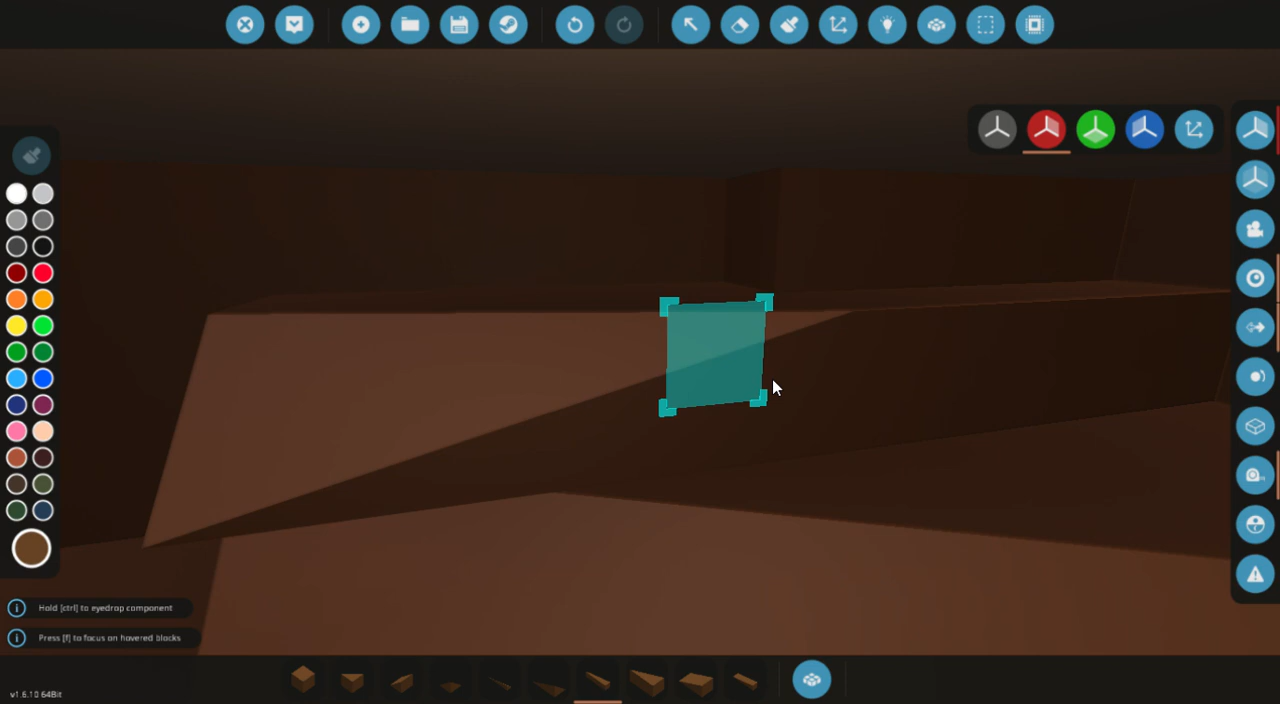 Hold [ctrl] to eyedrop component
Press [f] to focus on hovered blocks
v1.6.10 64Bit